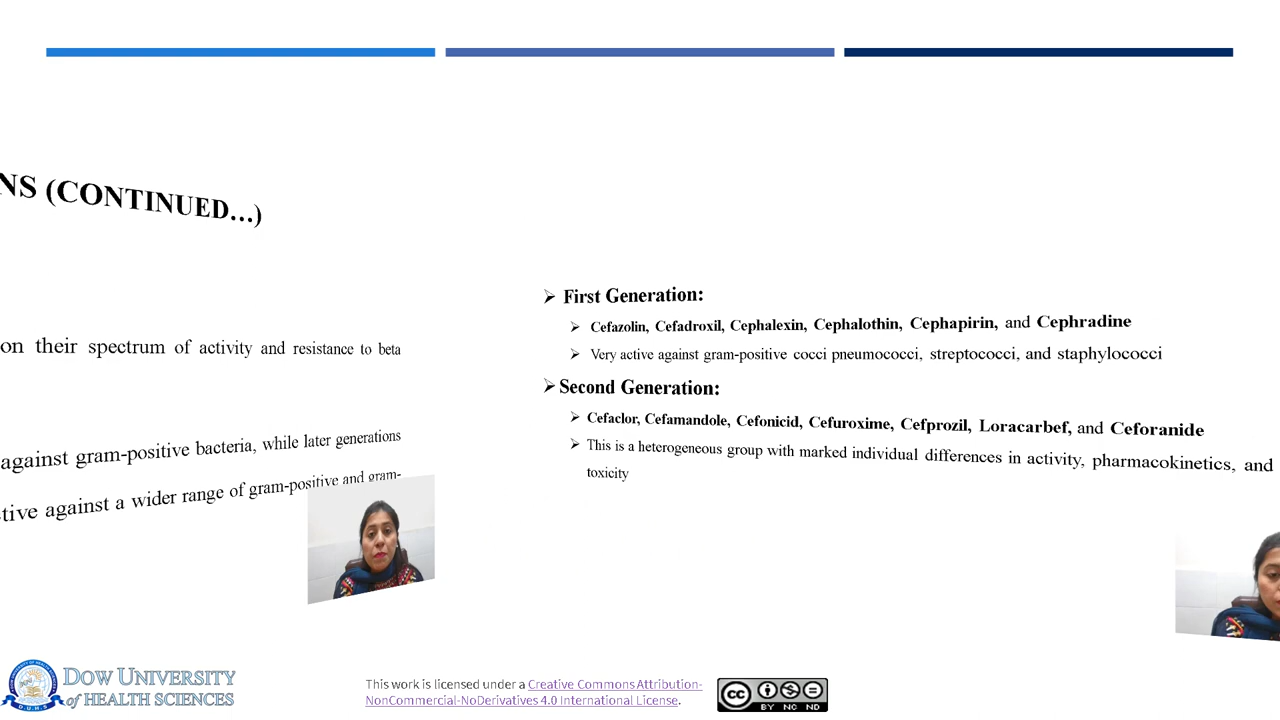 NS (CONTINUED…)
on their spectrum of activity and resistance to beta
against gram-positive bacteria, while later generations
tive against a wider range of gram-positive and gram-
➢ First Generation:
➢ Cefazolin, Cefadroxil, Cephalexin, Cephalothin, Cephapirin, and Cephradine
➢ Very active against gram-positive cocci pneumococci, streptococci, and staphylococci
➢ Second Generation:
➢ Cefaclor, Cefamandole, Cefonicid, Cefuroxime, Cefprozil, Loracarbef, and Ceforanide
➢ This is a heterogeneous group with marked individual differences in activity, pharmacokinetics, and
toxicity
DOW UNIVERSITY
of HEALTH SCIENCES
D.U.H.S
This work is licensed under a Creative Commons Attribution-
NonCommercial-NoDerivatives 4.0 International License.
cc
BY NC ND